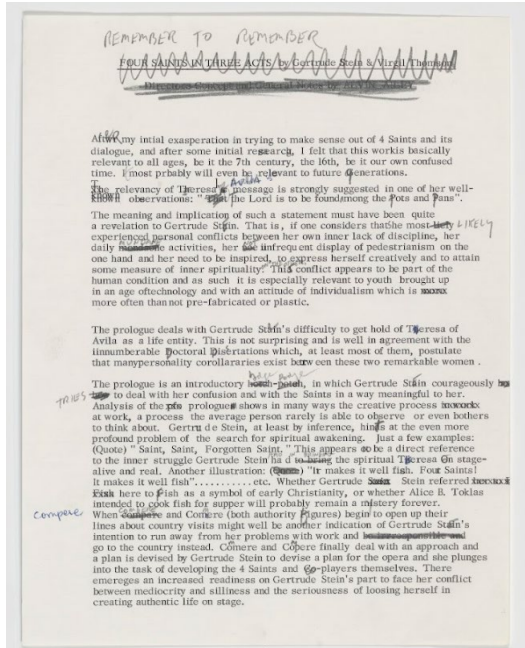 REMEMBER TO REMEMBER
FOUR SAINTS IN THREE ACTS by Gertrude Stein & Virgil Thomson
Directors Concept and General Notes by
After my intial exasperation in trying to make sense out of 4 Saints and its
dialogue, and after some initial research, I felt that this workis basically
relevant to all ages, be it the 7th century, the 16th, be it our own confused
time. I most prbably will even be relevant to future generations.
The relevancy of Theresa AVILA'S message is strongly suggested in one of her well-
known observations: " the Lord is to be foundamong the Pots and Pans".
The meaning and implication of such a statement must have been quite
a revelation to Gertrude Stein. That is, if one considers thatShe most LIKELY
experienced personal conflicts between her own inner lack of discipline, her
daily activities, her unfrequent display of pedestrianism on the
one hand and her need to be inspired, to express herself creatively and to attain
some measure of inner spirituality. This conflict appears to be part of the
human condition and as such it is especially relevant to youth brought up
in an age oftechnology and with an attitude of individualism which is
more often thannot pre-fabricated or plastic.
The prologue deals with Gertrude Stein's difficulty to get hold of Theresa of
Avila as a life entity. This is not surprising and is well in agreement with the
iinnumberable Doctoral Disertations which, at least most of them, postulate
that manypersonality corollararies exist between these two remarkable women .
The prologue is an introductory hodge-podge, in which Gertrude Stein courageously
TRIES to deal with her confusion and with the Saints in a way meaningful to her.
Analysis of the prologue shows in many ways the creative process
at work, a process the average person rarely is able to observe or even bothers
to think about. Gertru de Stein, at least by inference, hints at the even more
profound problem of the search for spiritual awakening. Just a few examples:
(Quote) " Saint, Saint, Forgotten Saint. " This appears to be a direct reference
to the inner struggle Gertrude Stein ha d to bring the spiritual Theresa On stage-
alive and real. Another illustration: (Quote) "it makes it well fish. Four Saints!
It makes it well fish"..........etc. Whether Gertrude Stein referred
here to Fish as a symbol of early Christianity, or whether Alice B. Toklas
intended to cook fish for supper will probably remain a mistery forever.
compere When and Comere (both authority Figures) begin to open up their
lines about country visits might well be another indication of Gertrude Stein's
intention to run away from her problems with work and
go to the country instead. Comere and Copere finally deal with an approach and
a plan is devised by Gertrude Stein to devise a plan for the opera and she plunges
into the task of developing the 4 Saints and Co-players themselves. There
emereges an increased readiness on Gertrude Stein's part to face her conflict
between mediocrity and silliness and the seriousness of loosing herself in
creating authentic life on stage.